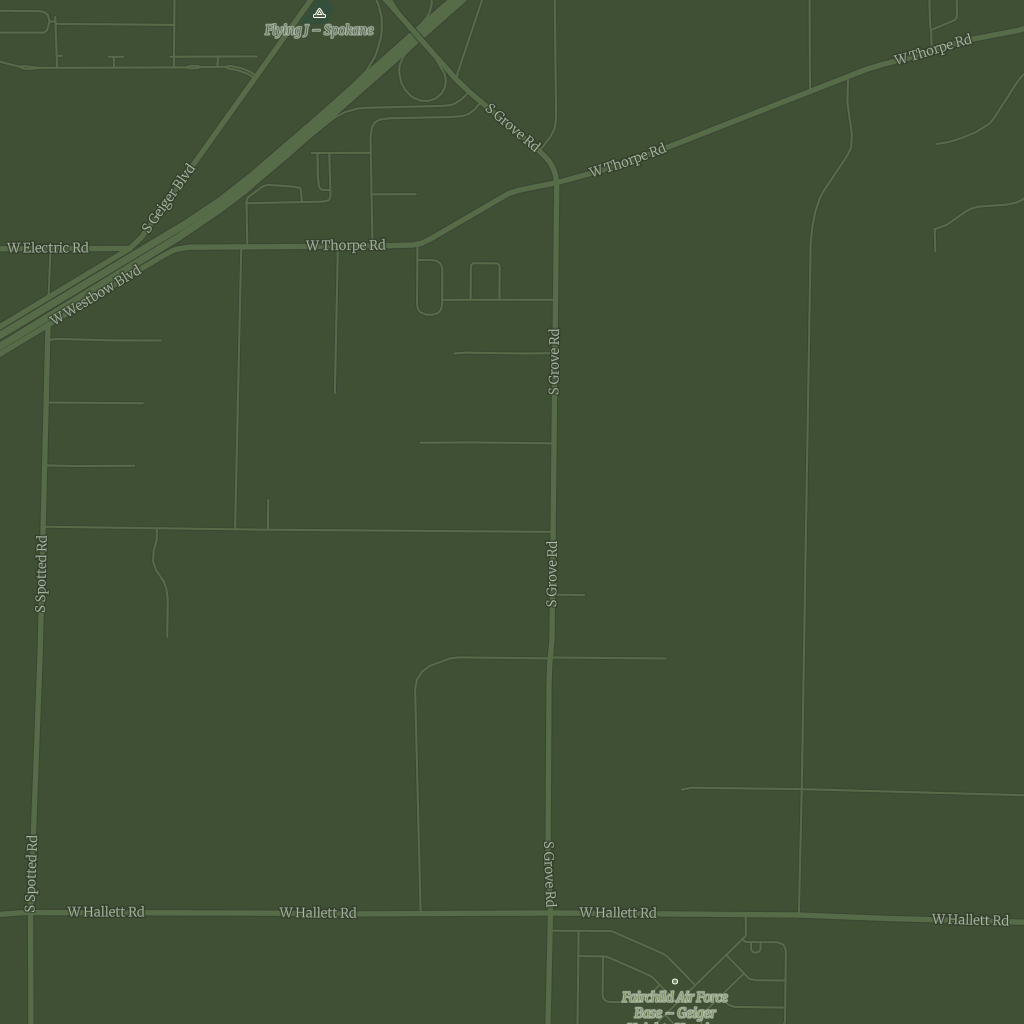 Flying J – Spokane
W Thorpe Rd
S Grove Rd
W Thorpe Rd
S Geiger Blvd
W Electric Rd
W Thorpe Rd
W Westbow Blvd
S Grove Rd
S Spotted Rd
S Grove Rd
S Spotted Rd
S Grove Rd
W Hallett Rd
W Hallett Rd
W Hallett Rd
W Hallett Rd
Fairchild Air Force
Base – Geiger